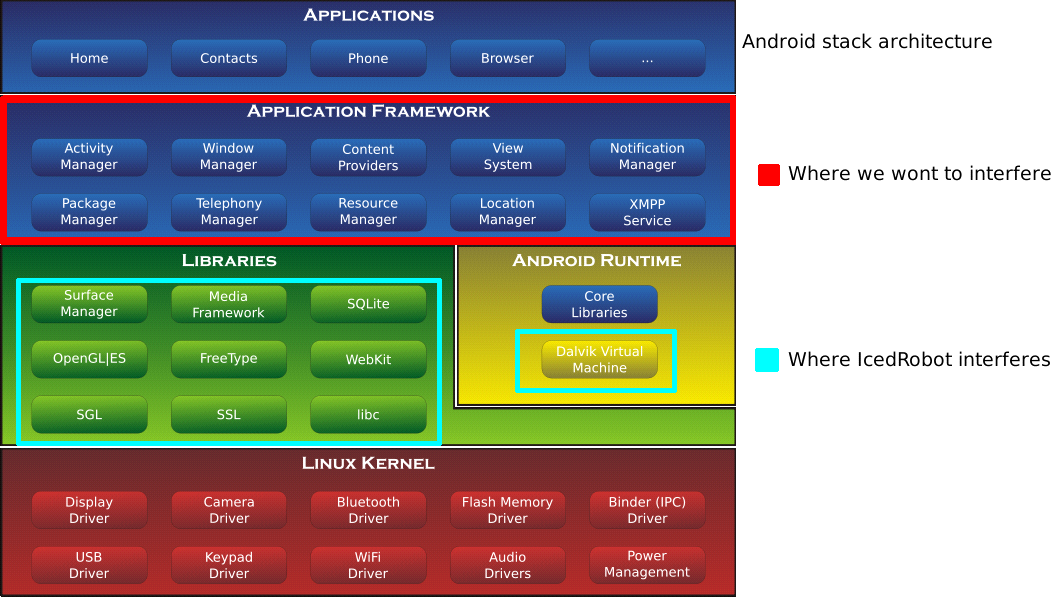 APPLICATIONS
Home
Contacts
Phone
Browser
...
Android stack architecture
APPLICATION FRAMEWORK
Activity
Manager
Window
Manager
Content
Providers
View
System
Notification
Manager
Where we wont to interfere
Package
Manager
Telephony
Manager
Resource
Manager
Location
Manager
XMPP
Service
LIBRARIES
Surface
Manager
Media
Framework
SQLite
OpenGL|ES
FreeType
WebKit
SGL
SSL
libc
ANDROID RUNTIME
Core
Libraries
Dalvik Virtual
Machine
Where IcedRobot interferes
LINUX KERNEL
Display
Driver
Camera
Driver
Bluetooth
Driver
Flash Memory
Driver
Binder (IPC)
Driver
USB
Driver
Keypad
Driver
WiFi
Driver
Audio
Drivers
Power
Management